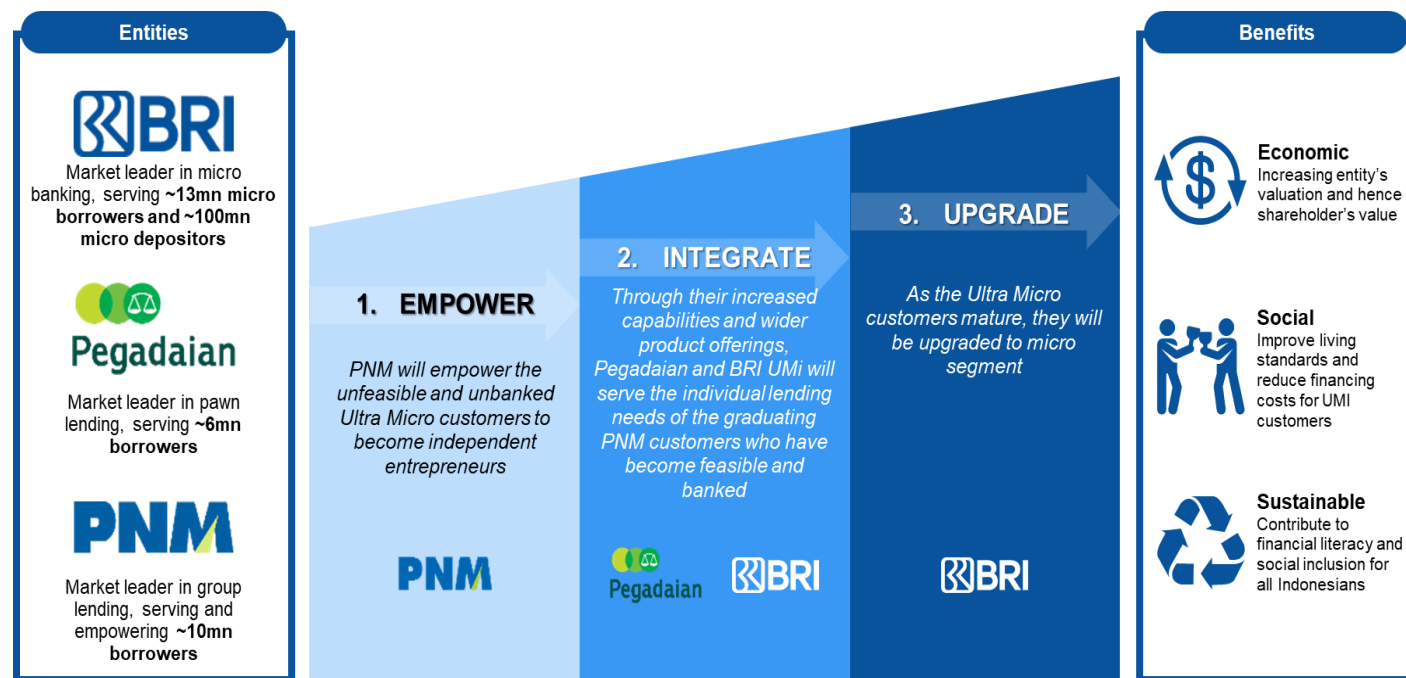 Entities
BRI
Market leader in micro
banking, serving ~13mn micro
borrowers and ~100mn
micro depositors
Pegadaian
Market leader in pawn
lending, serving ~6mn
borrowers
PNM
Market leader in group
lending, serving and
empowering ~10mn
borrowers
1. EMPOWER
PNM will empower the
unfeasible and unbanked
Ultra Micro customers to
become independent
entrepreneurs
PNM
2. INTEGRATE
Through their increased
capabilities and wider
product offerings,
Pegadaian and BRI UMi will
serve the individual lending
needs of the graduating
PNM customers who have
become feasible and
banked
Pegadaian
BRI
3. UPGRADE
As the Ultra Micro
customers mature, they will
be upgraded to micro
segment
BRI
Benefits
$
Economic
Increasing entity's
valuation and hence
shareholder's value
Social
Improve living
standards and
reduce financing
costs for UMI
customers
Sustainable
Contribute to
financial literacy and
social inclusion for
all Indonesians